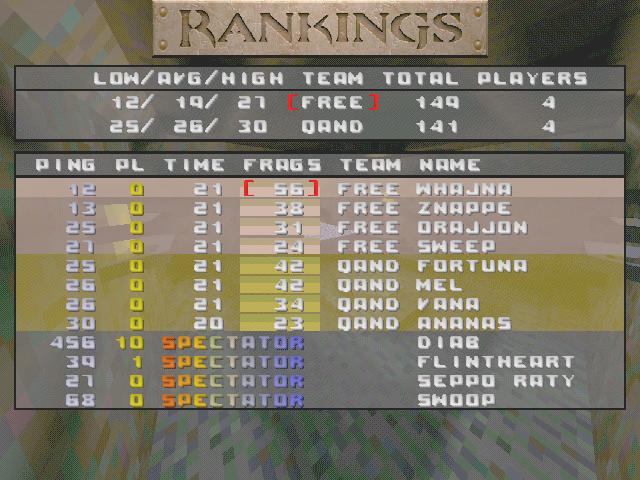 RANKINGS
LOW/AVG/HIGH TEAM TOTAL PLAYERS
12/ 19/ 27 [FREE] 149 4
25/ 26/ 30 QAND 141 4
PING PL TIME FRAGS TEAM NAME
12 0 21 [ 56] FREE WHAJNA
13 0 21 38 FREE ZNAPPE
25 0 21 31 FREE ORAJJON
27 0 21 24 FREE SWEEP
25 0 21 42 QAND FORTUNA
26 0 21 42 QAND MEL
26 0 21 34 QAND VANA
30 0 20 23 QAND ANANAS
456 10 SPECTATOR DIAB
39 1 SPECTATOR FLINTHEART
27 0 SPECTATOR SEPPO RATY
68 0 SPECTATOR SWOOP